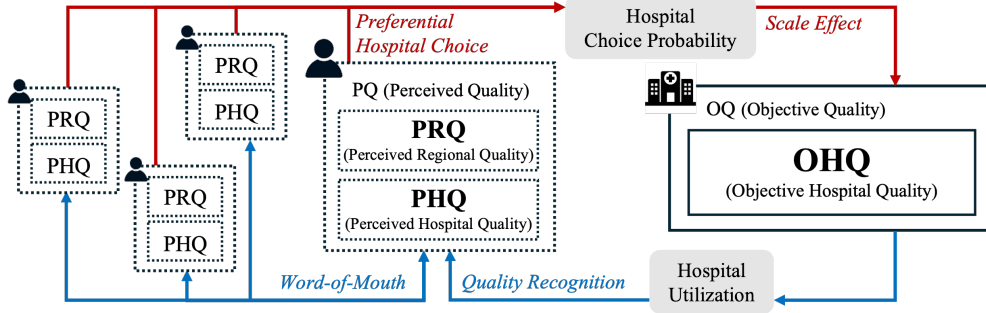 Preferential
Hospital Choice
Hospital
Choice Probability
Scale Effect
PRQ
PHQ
PRQ
PHQ
PRQ
PHQ
PQ (Perceived Quality)
PRQ
(Perceived Regional Quality)
PHQ
(Perceived Hospital Quality)
OQ (Objective Quality)
OHQ
(Objective Hospital Quality)
Word-of-Mouth
Quality Recognition
Hospital
Utilization